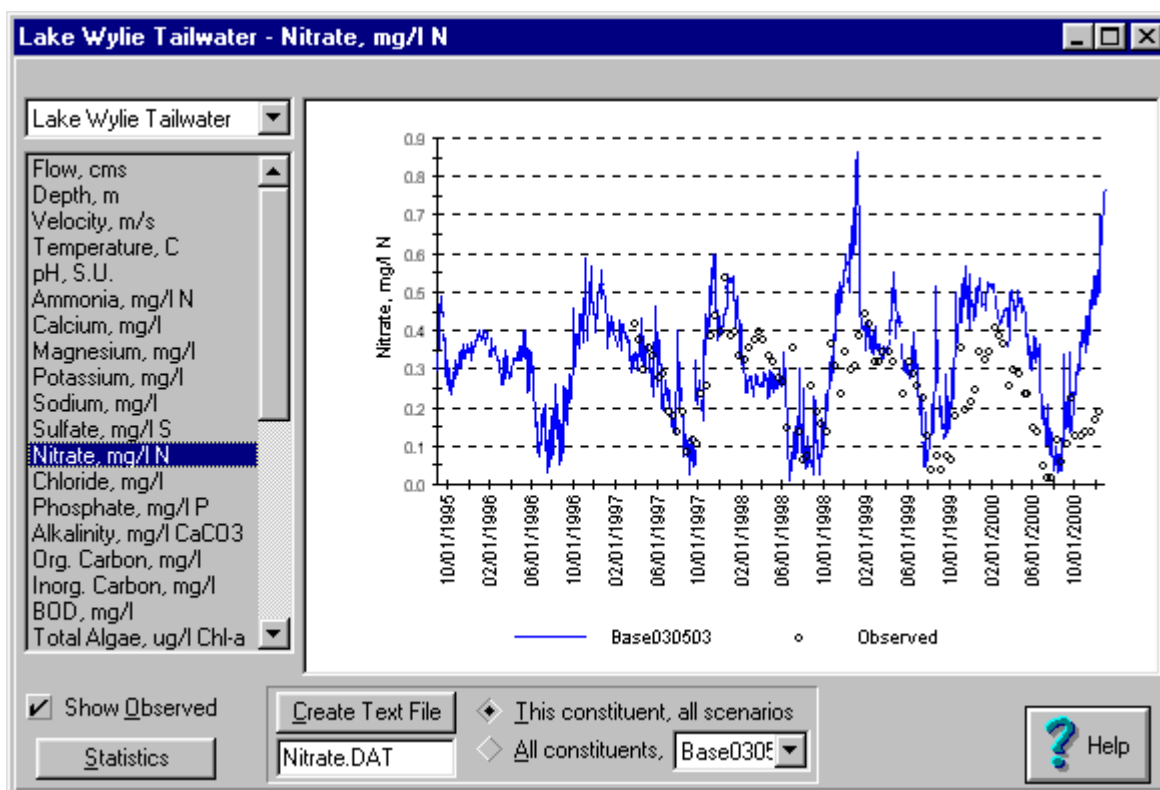 Lake Wylie Tailwater - Nitrate, mg/l N
Lake Wylie Tailwater
Flow, cms
Depth, m
Velocity, m/s
Temperature, C
pH, S.U.
Ammonia, mg/l N
Calcium, mg/l
Magnesium, mg/l
Potassium, mg/l
Sodium, mg/l
Sulfate, mg/l S
Nitrate, mg/l N
Chloride, mg/l
Phosphate, mg/l P
Alkalinity, mg/l CaCO3
Org. Carbon, mg/l
Inorg. Carbon, mg/l
BOD, mg/l
Total Algae, ug/l Chl-a
Nitrate, mg/l N
0.9
0.8
0.7
0.6
0.5
0.4
0.3
0.2
0.1
0.0
10/01/1995
02/01/1996
06/01/1996
10/01/1996
02/01/1997
06/01/1997
10/01/1997
02/01/1998
06/01/1998
10/01/1998
02/01/1999
06/01/1999
10/01/1999
02/01/2000
06/01/2000
10/01/2000
Base030503
Observed
Show Observed
Statistics
Create Text File
Nitrate.DAT
This constituent, all scenarios
All constituents,
Base0305
Help